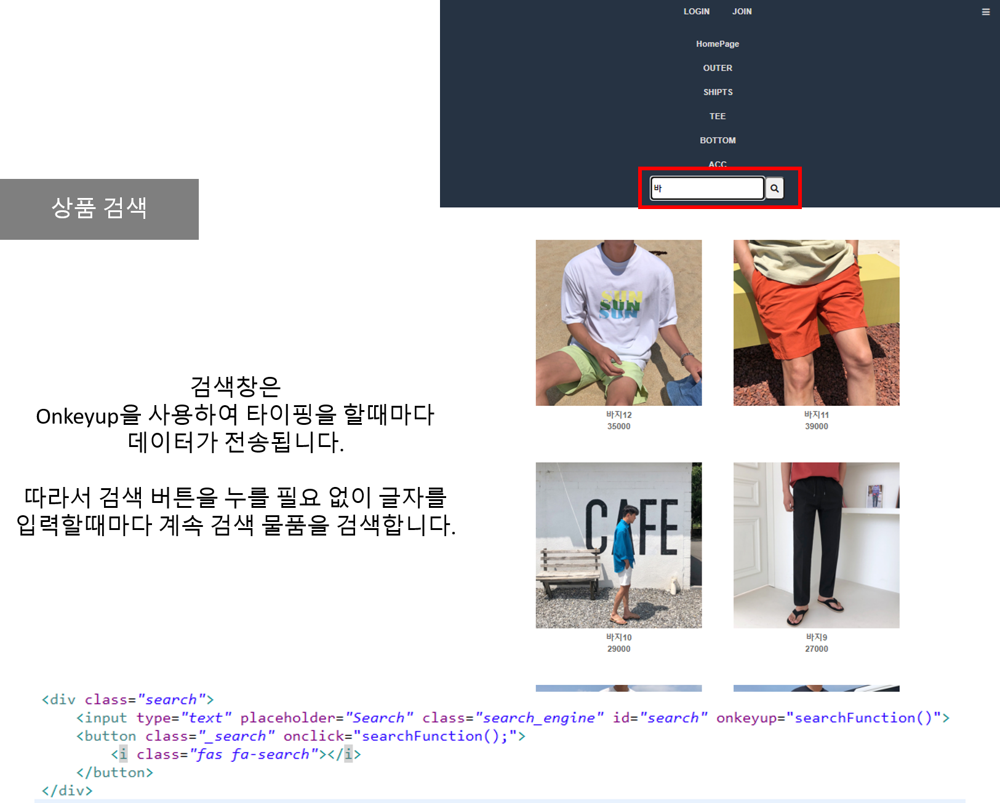 LOGIN JOIN
HomePage
OUTER
SHIPTS
TEE
BOTTOM
ACC
바
상품 검색
SUN
SUN
SUN
바지12
35000
바지11
39000
검색창은
Onkeyup을 사용하여 타이핑을 할때마다
데이터가 전송됩니다.
따라서 검색 버튼을 누를 필요 없이 글자를
입력할때마다 계속 검색 물품을 검색합니다.
CAFE
바지10
29000
바지9
27000
<div class="search">
<input type="text" placeholder="Search" class="search_engine" id="search" onkeyup="searchFunction()">
<button class="_search" onclick="searchFunction();">
<i class="fas fa-search"></i>
</button>
</div>